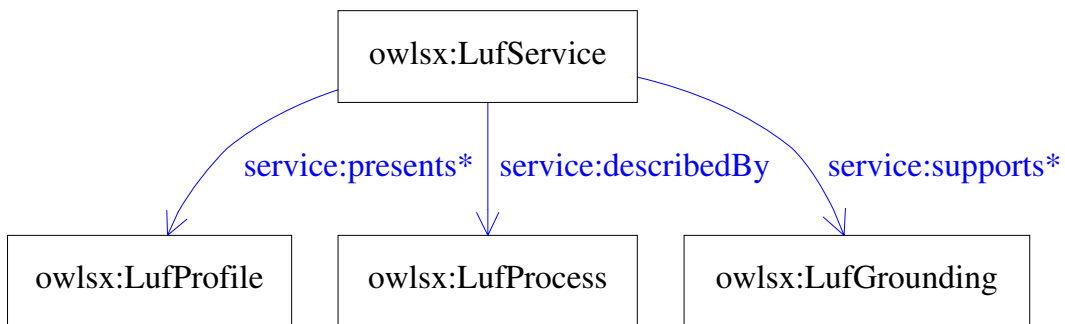 owlsx:LufService
service:presents* service:describedBy service:supports*
owlsx:LufProfile owlsx:LufProcess owlsx:LufGrounding